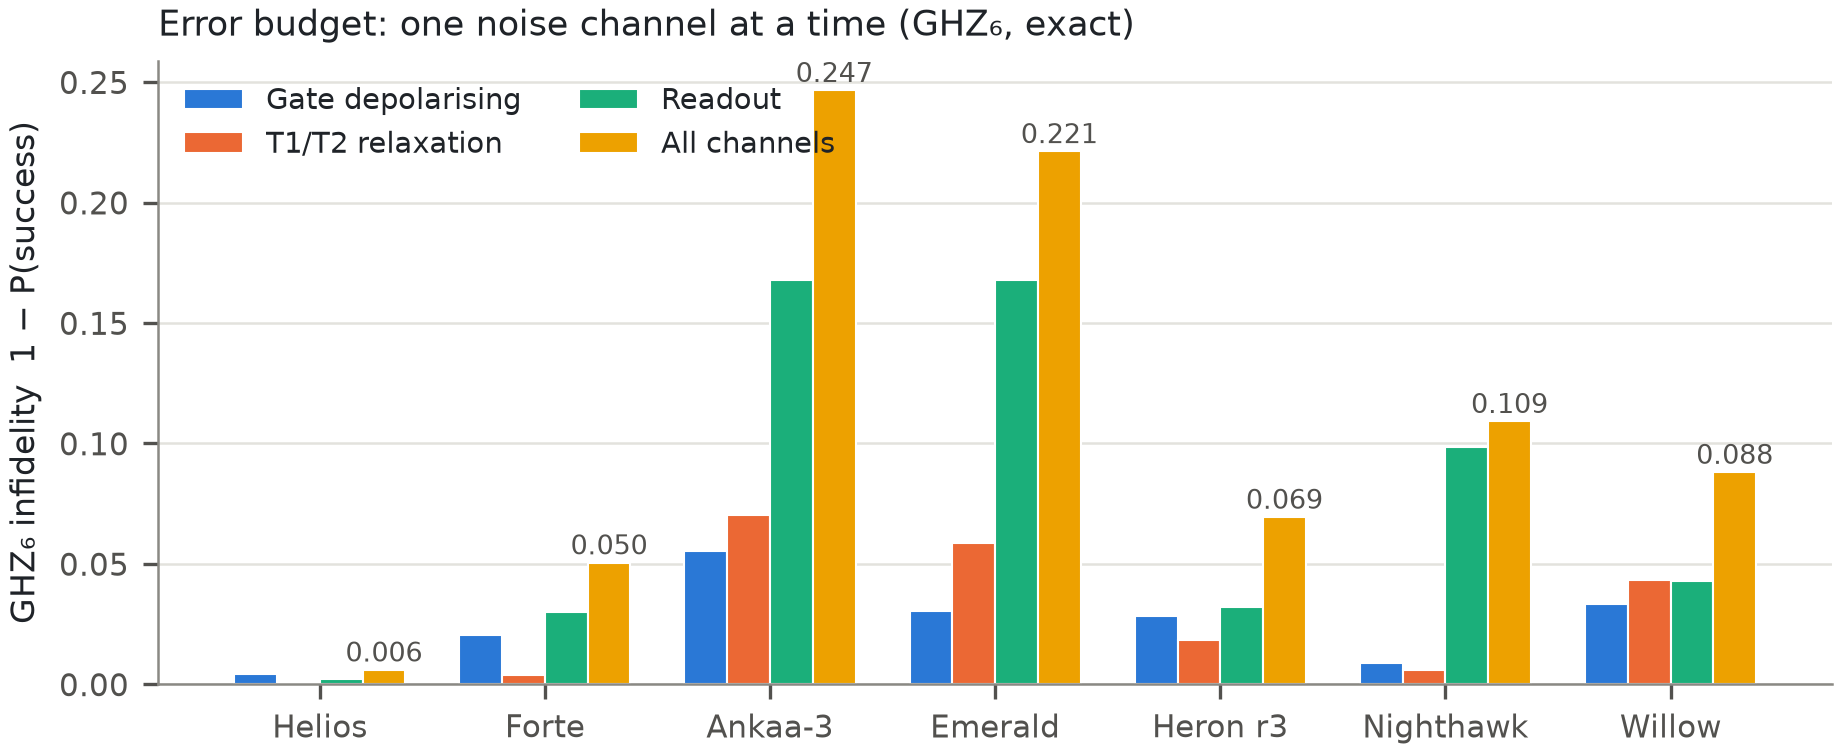 Error budget: one noise channel at a time (GHZ₆, exact)
GHZ₆ infidelity 1 − P(success)
Gate depolarising
T1/T2 relaxation
Readout
All channels
0.25
0.20
0.15
0.10
0.05
0.00
0.006
0.050
0.247
0.221
0.069
0.109
0.088
Helios
Forte
Ankaa-3
Emerald
Heron r3
Nighthawk
Willow